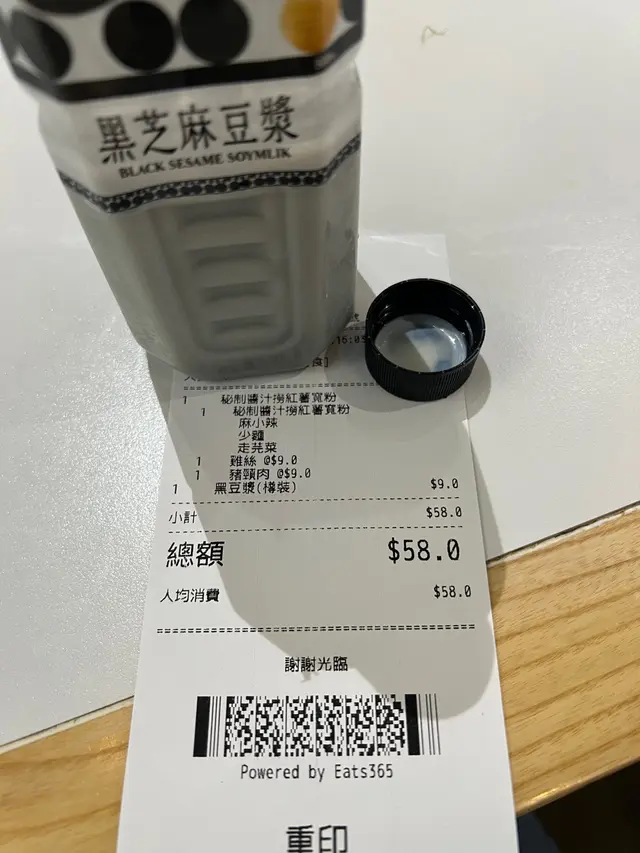 黑芝麻豆漿
BLACK SESAME SOYMLIK
16:03
食]
1 秘制醬汁撈紅薯寬粉
1 秘制醬汁撈紅薯寬粉
麻小辣
少麵
走芫菜
1 雞絲 @$9.0
1 豬頸肉 @$9.0
1 黑豆漿(樽裝) $9.0
小計 $58.0
總額 $58.0
人均消費 $58.0
謝謝光臨
Powered by Eats365
重印